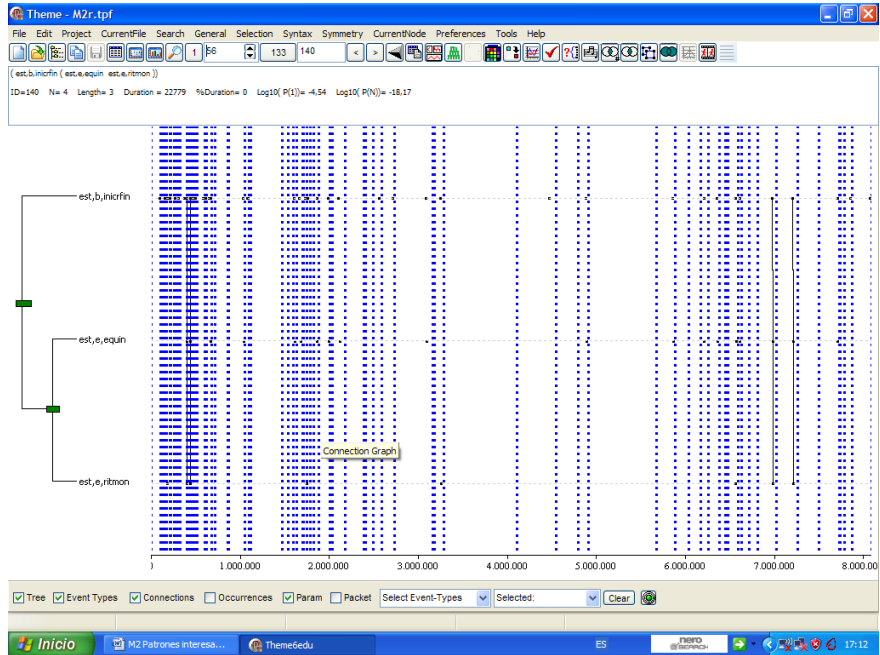 Theme - M2r.tpf
File Edit Project CurrentFile Search General Selection Syntax Symmetry CurrentNode Preferences Tools Help
1 56 133 140 < >
( est,b,inicrfin ( est,e,equin est,e,ritmon ))
ID=140 N= 4 Length= 3 Duration = 22779 %Duration= 0 Log10( P(1))= -4,54 Log10( P(N))= -18,17
est,b,inicrfin
est,e,equin
Connection Graph
est,e,ritmon
) 1.000.000 2.000.000 3.000.000 4.000.000 5.000.000 6.000.000 7.000.000 8.000.00
Tree Event Types Connections Occurrences Param Packet Select Event-Types Selected: Clear
Inicio M2 Patrones interesa... Theme6edu ES nero SEARCH 17:12